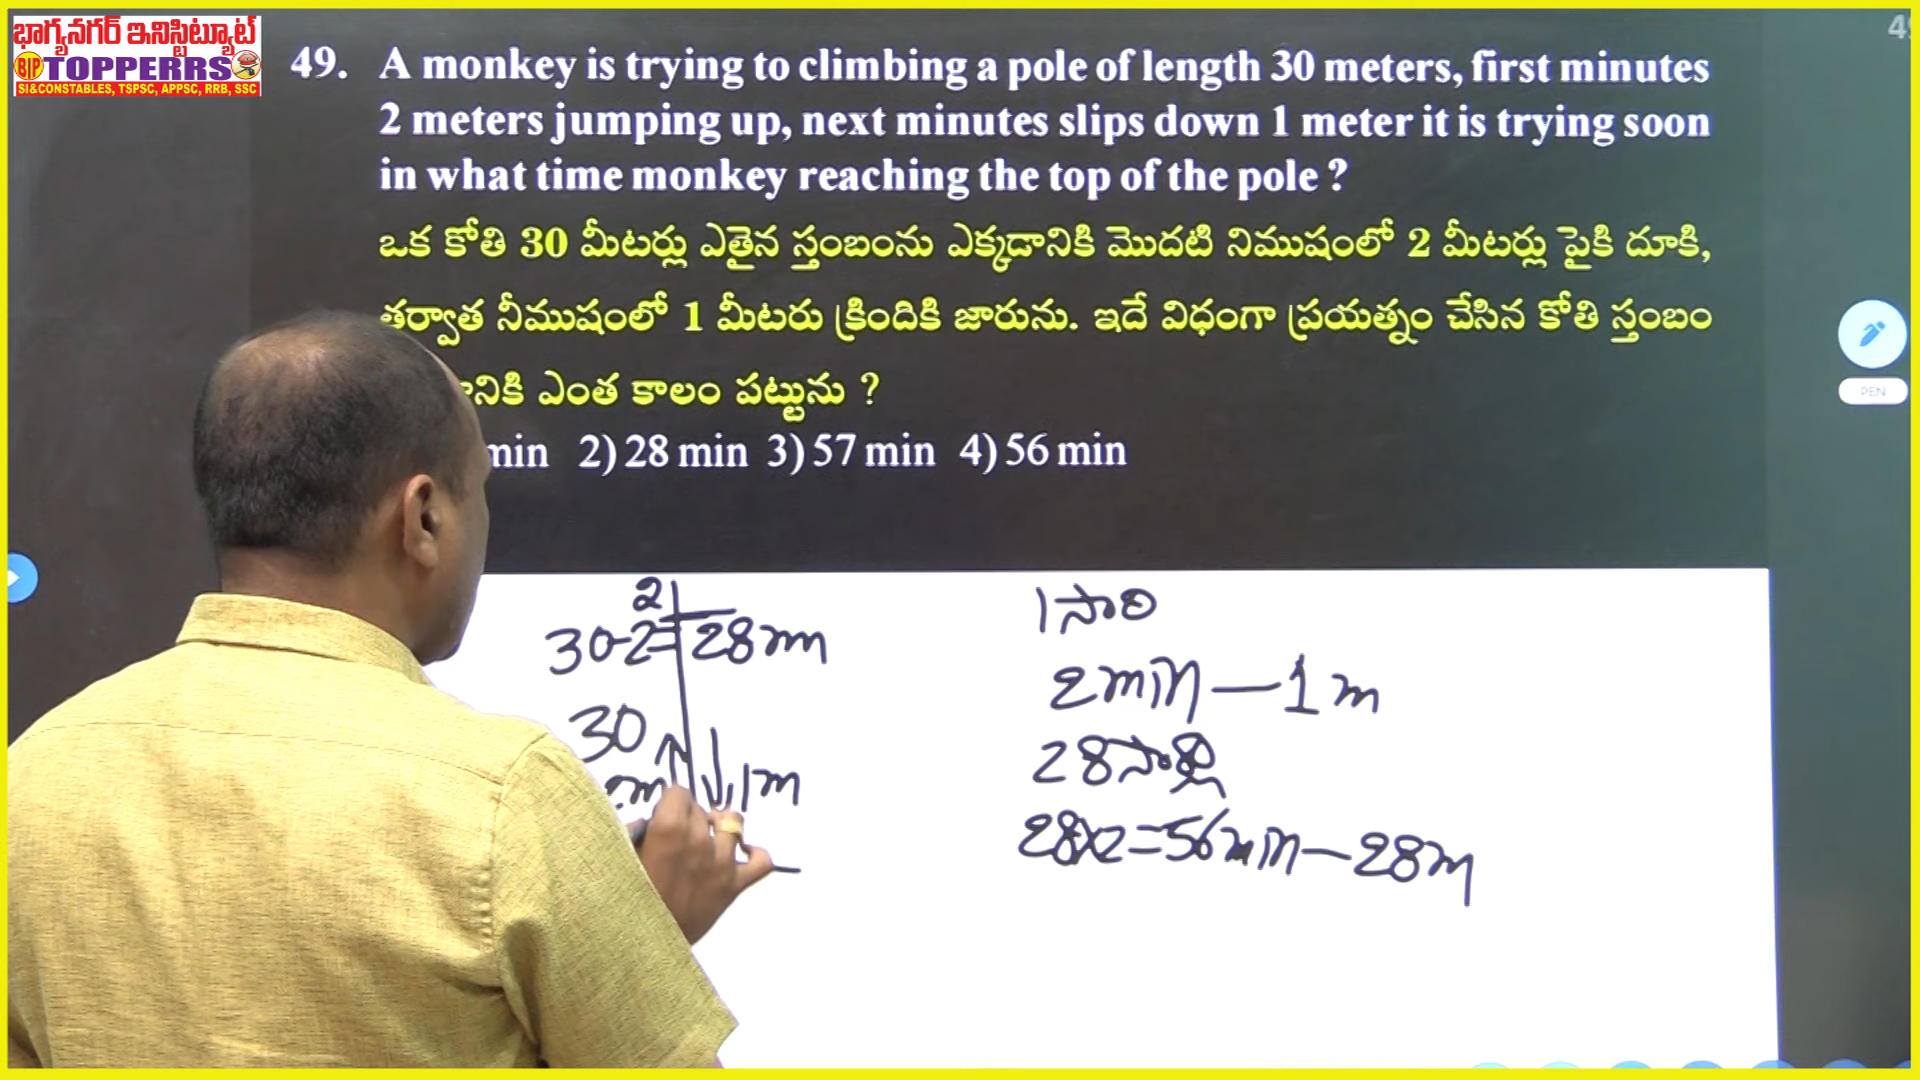 భాగ్యనగర్ ఇనిస్టిట్యూట్
BIP TOPPERRS
SI&CONSTABLES, TSPSC, APPSC, RRB, SSC
49. A monkey is trying to climbing a pole of length 30 meters, first minutes
2 meters jumping up, next minutes slips down 1 meter it is trying soon
in what time monkey reaching the top of the pole ?
ఒక కోతి 30 మీటర్లు ఎతైన స్తంబంను ఎక్కడానికి మొదటి నిముషంలో 2 మీటర్లు పైకి దూకి,
తర్వాత నీముషంలో 1 మీటరు క్రిందికి జారును. ఇదే విధంగా ప్రయత్నం చేసిన కోతి స్తంబం
ఎంత కాలం పట్టును ?
min 2) 28 min 3) 57 min 4) 56 min
PEN
2
30-2= 28m
30
m 1m
1సారి
2min — 1m
28సార్లు
28x2=56min — 28m